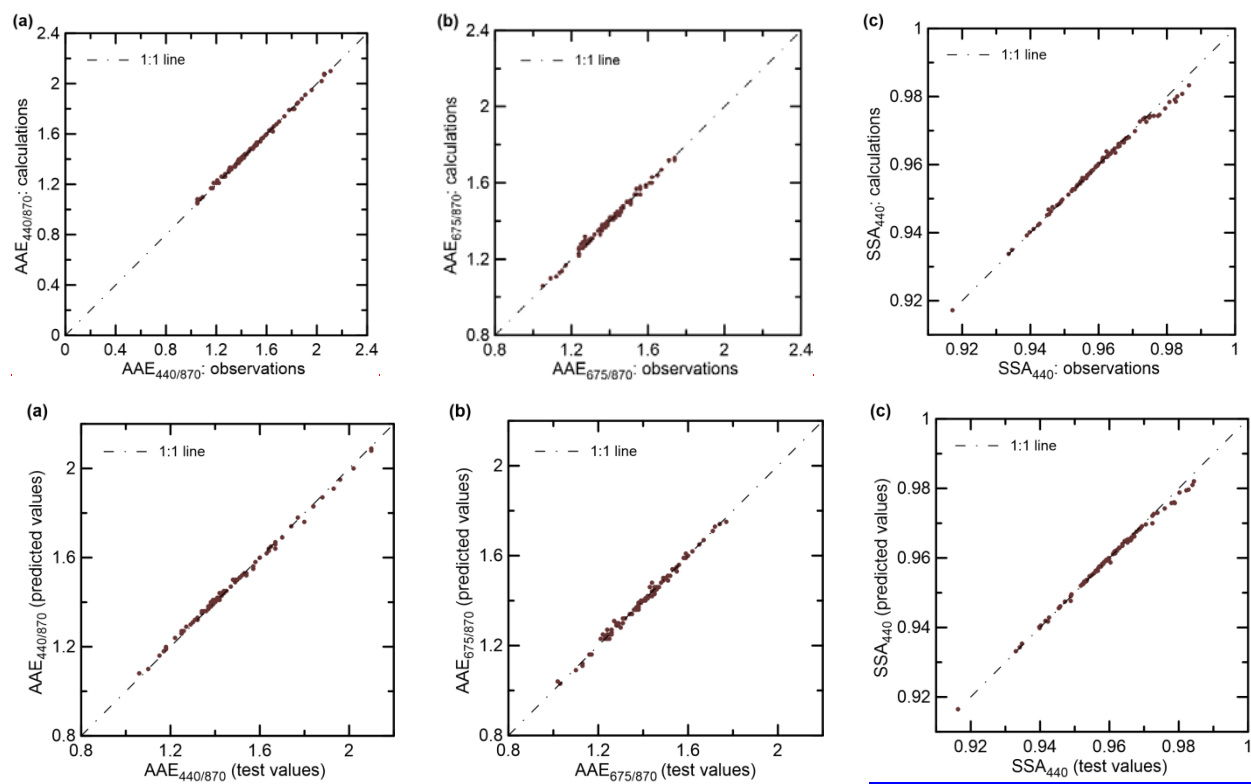 (a)
2.4
2
1.6
1.2
0.8
0.4
0
1:1 line
0 0.4 0.8 1.2 1.6 2 2.4
AAE440/870: calculations
AAE440/870: observations
(b)
2.4
2
1.6
1.2
0.8
1:1 line
0.8 1.2 1.6 2 2.4
AAE675/870: calculations
AAE675/870: observations
(c)
1
0.98
0.96
0.94
0.92
1:1 line
0.92 0.94 0.96 0.98 1
SSA440: calculations
SSA440: observations
(a)
2
1.6
1.2
0.8
1:1 line
0.8 1.2 1.6 2
AAE440/870 (predicted values)
AAE440/870 (test values)
(b)
2
1.6
1.2
0.8
1:1 line
0.8 1.2 1.6 2
AAE675/870 (predicted values)
AAE675/870 (test values)
(c)
1
0.98
0.96
0.94
0.92
1:1 line
0.92 0.94 0.96 0.98 1
SSA440 (predicted values)
SSA440 (test values)